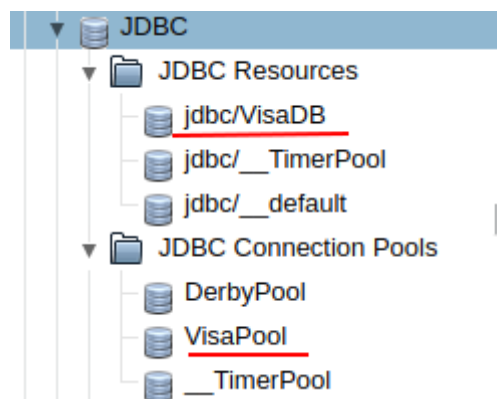 JDBC
JDBC Resources
jdbc/VisaDB
jdbc/__TimerPool
jdbc/__default
JDBC Connection Pools
DerbyPool
VisaPool
__TimerPool